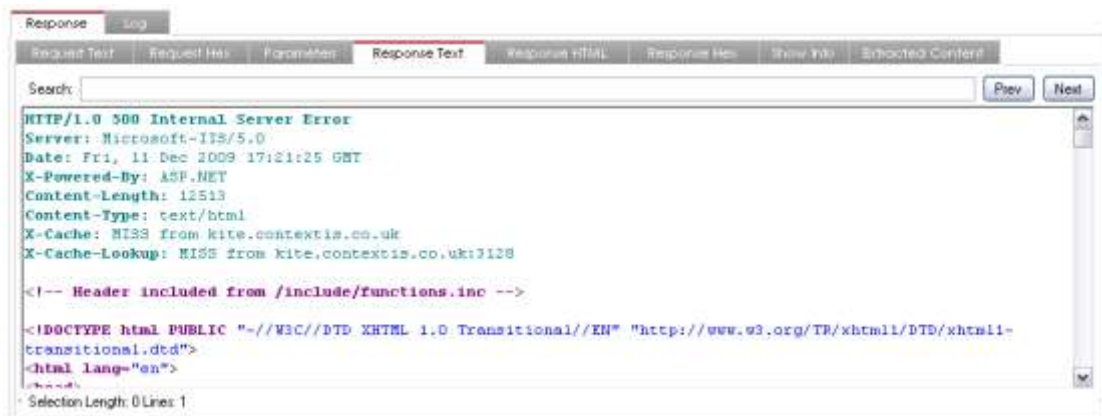 Response Log
Request Text Request Hex Parameters Response Text Response HTML Response Hex Show Info Extracted Content
Search: Prev Next
HTTP/1.0 500 Internal Server Error
Server: Microsoft-IIS/5.0
Date: Fri, 11 Dec 2009 17:21:25 GMT
X-Powered-By: ASP.NET
Content-Length: 12513
Content-Type: text/html
X-Cache: MISS from kite.contextis.co.uk
X-Cache-Lookup: MISS from kite.contextis.co.uk:3128
<!-- Header included from /include/functions.inc -->
<!DOCTYPE html PUBLIC "-//W3C//DTD XHTML 1.0 Transitional//EN" "http://www.w3.org/TR/xhtml1/DTD/xhtml1-
transitional.dtd">
<html lang="en">
<head>
Selection Length: 0 Lines: 1